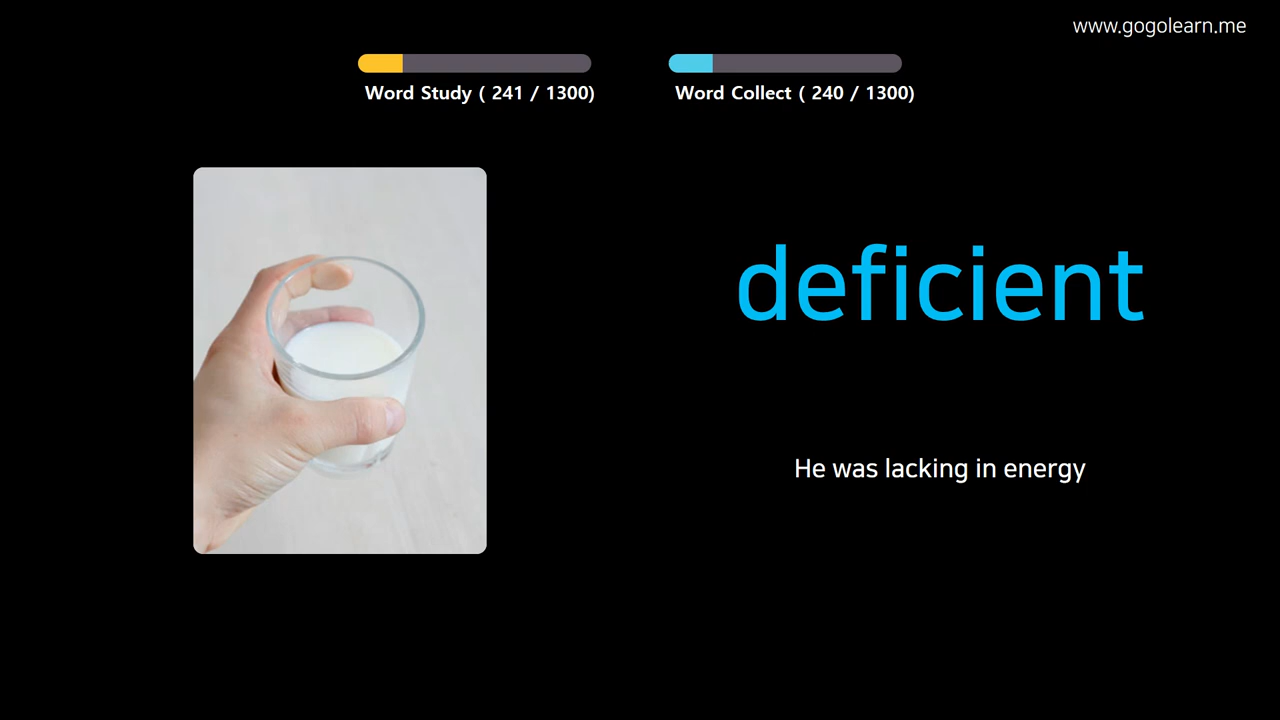 www.gogolearn.me
Word Study ( 241 / 1300)
Word Collect ( 240 / 1300)
deficient
He was lacking in energy